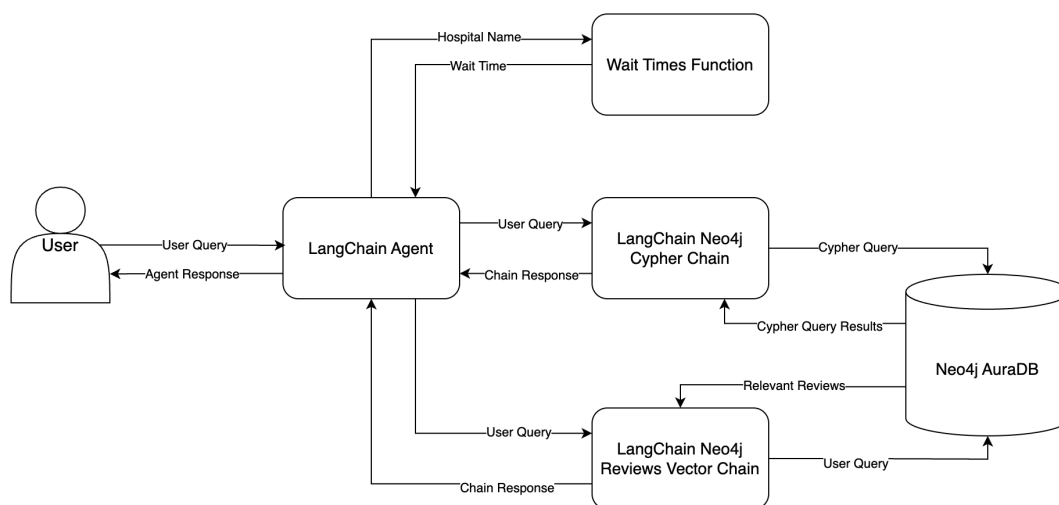 Hospital Name
Wait Time
Wait Times Function
User
User Query
Agent Response
LangChain Agent
User Query
Chain Response
LangChain Neo4j
Cypher Chain
Cypher Query
Cypher Query Results
Neo4j AuraDB
Relevant Reviews
User Query
Chain Response
LangChain Neo4j
Reviews Vector Chain
User Query